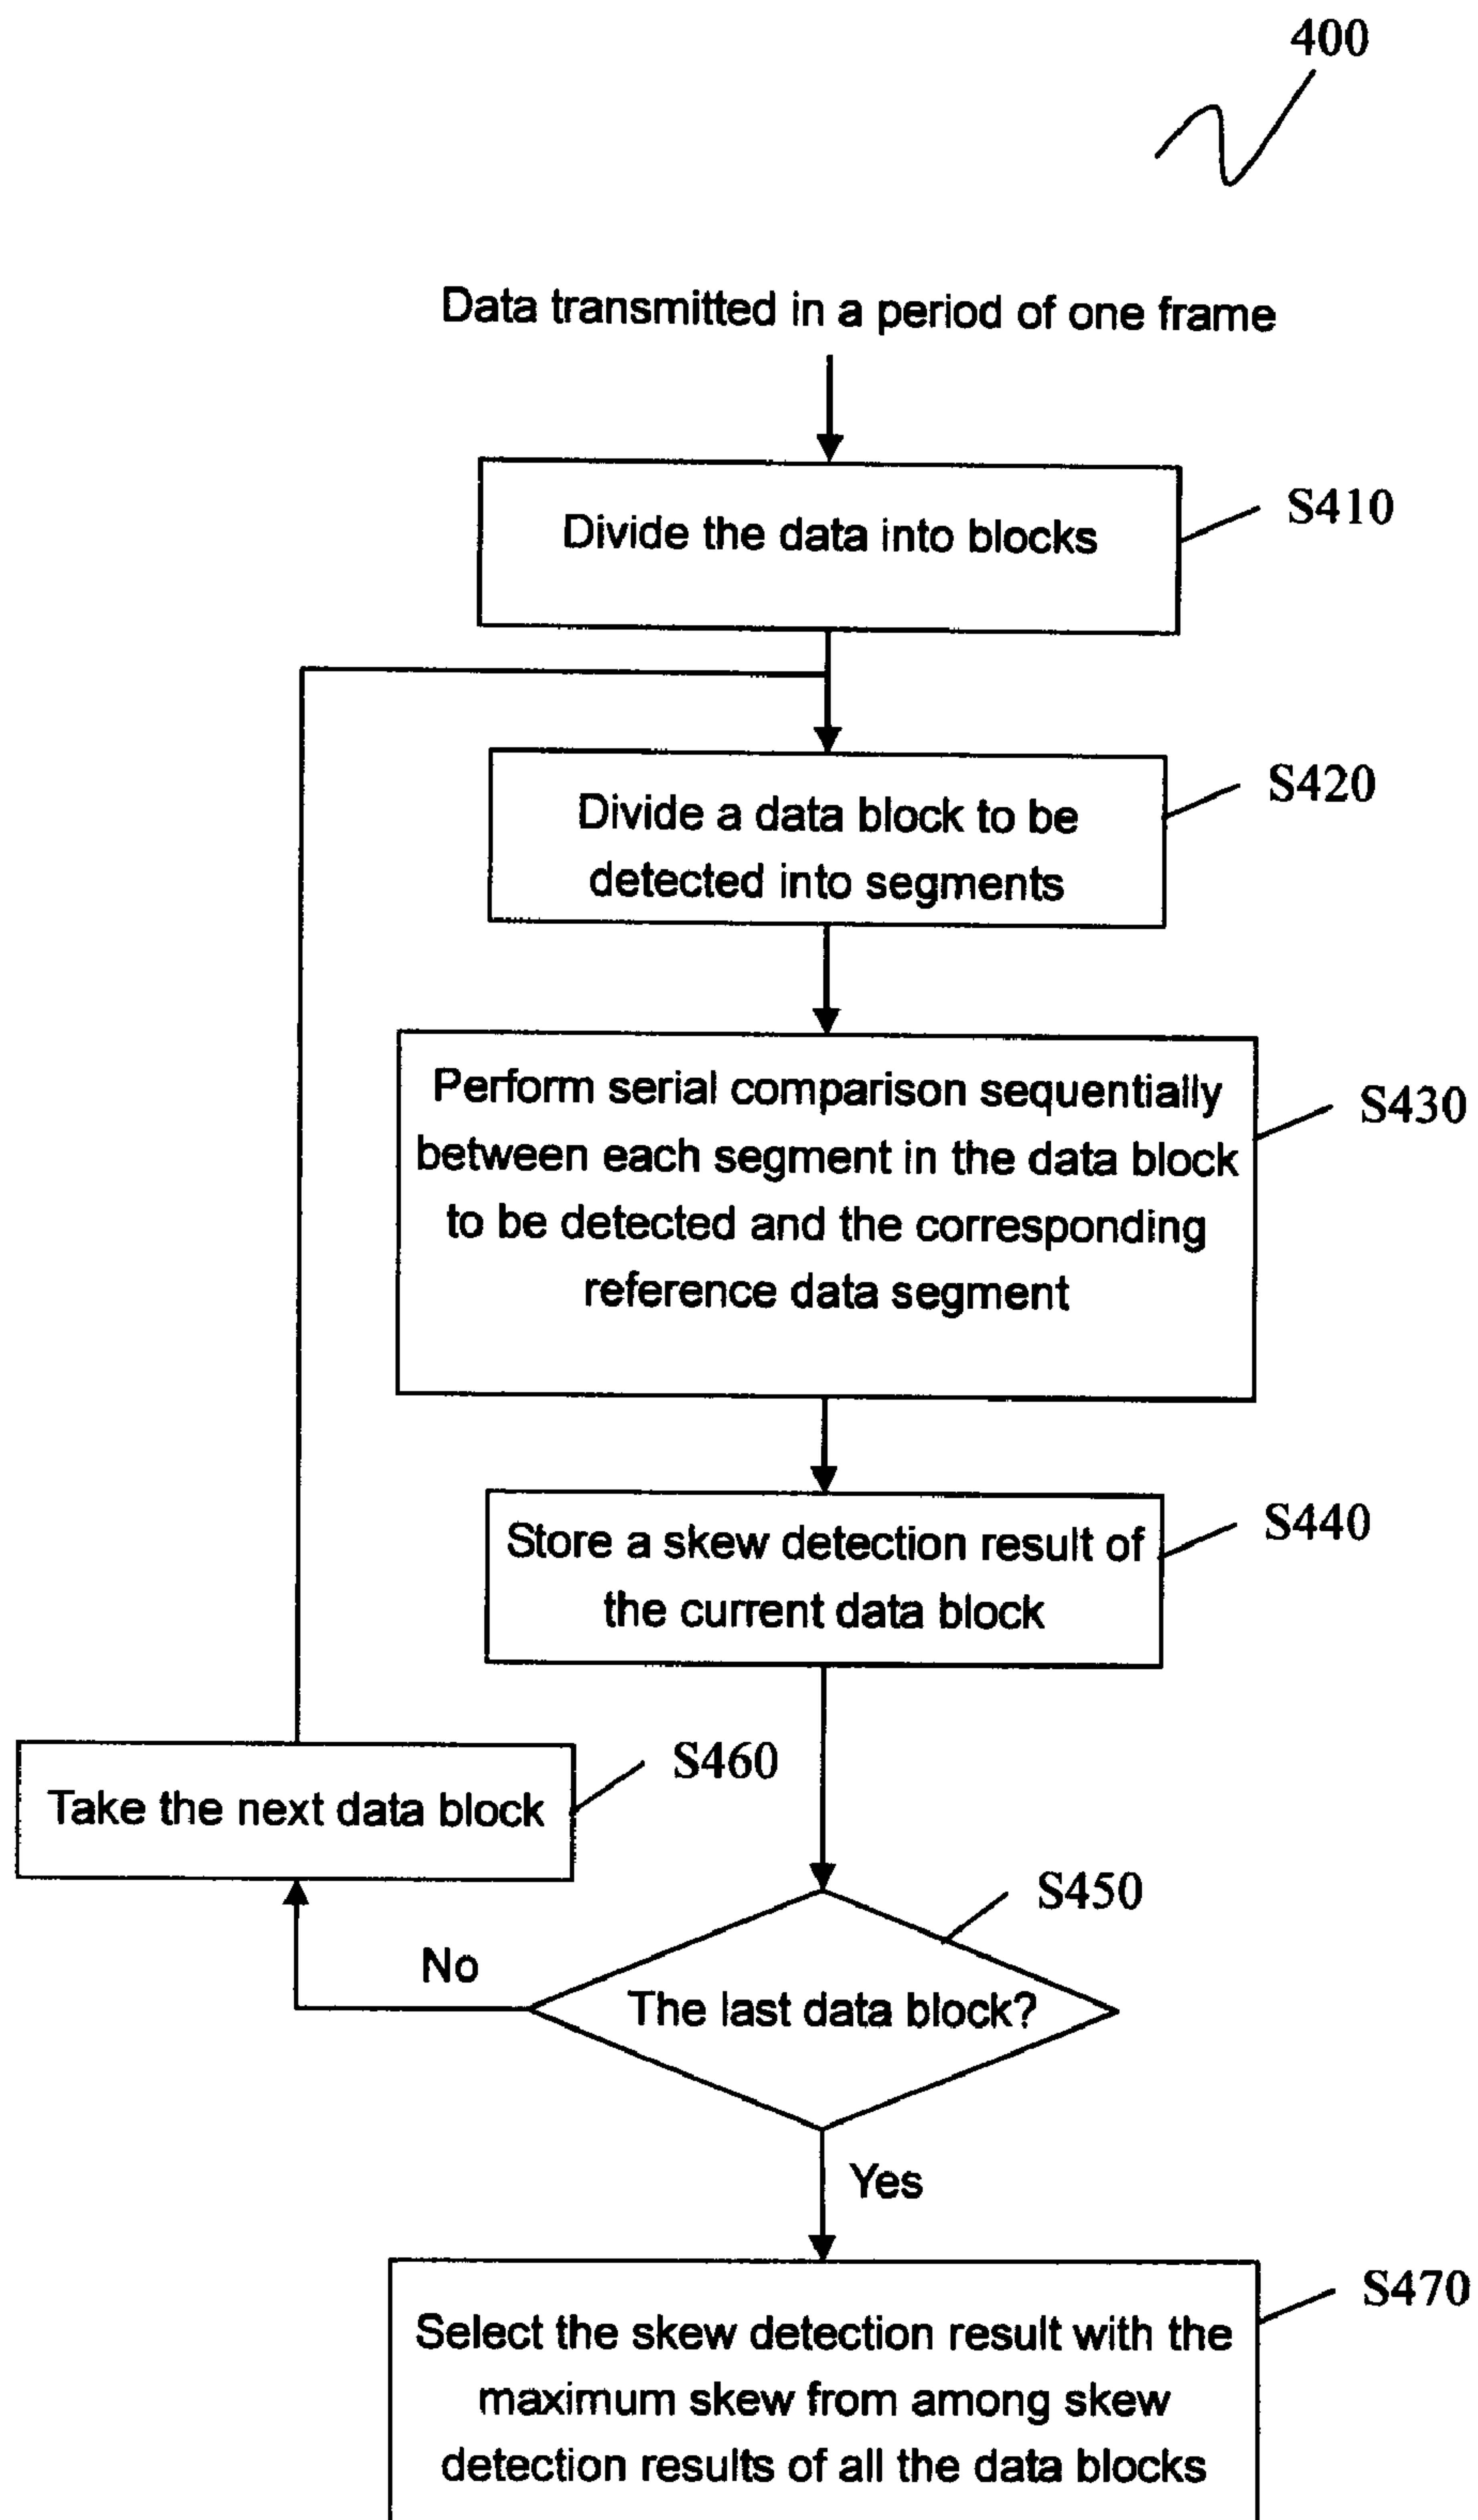 400
Data transmitted in a period of one frame
Divide the data into blocks
S410
Divide a data block to be
detected into segments
S420
Perform serial comparison sequentially
between each segment in the data block
to be detected and the corresponding
reference data segment
S430
Store a skew detection result of
the current data block
S440
Take the next data block
S460
S450
No
The last data block?
Yes
Select the skew detection result with the
maximum skew from among skew
detection results of all the data blocks
S470